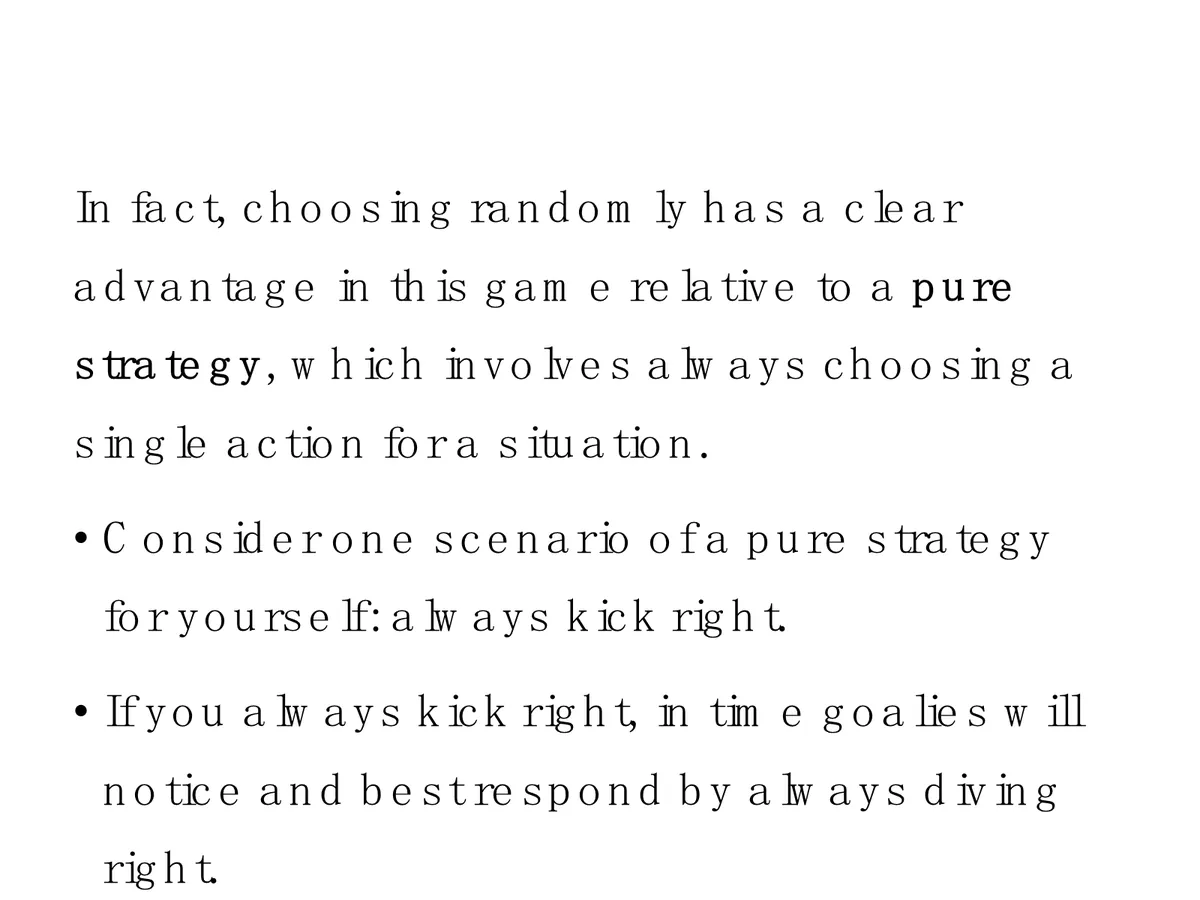 In fact, choosing randomly has a clear
advantage in this game relative to a pure
strategy, which involves always choosing a
single action for a situation.
• Consider one scenario of a pure strategy
for yourself: always kick right.
• If you always kick right, in time goalies will
notice and best respond by always diving
right.